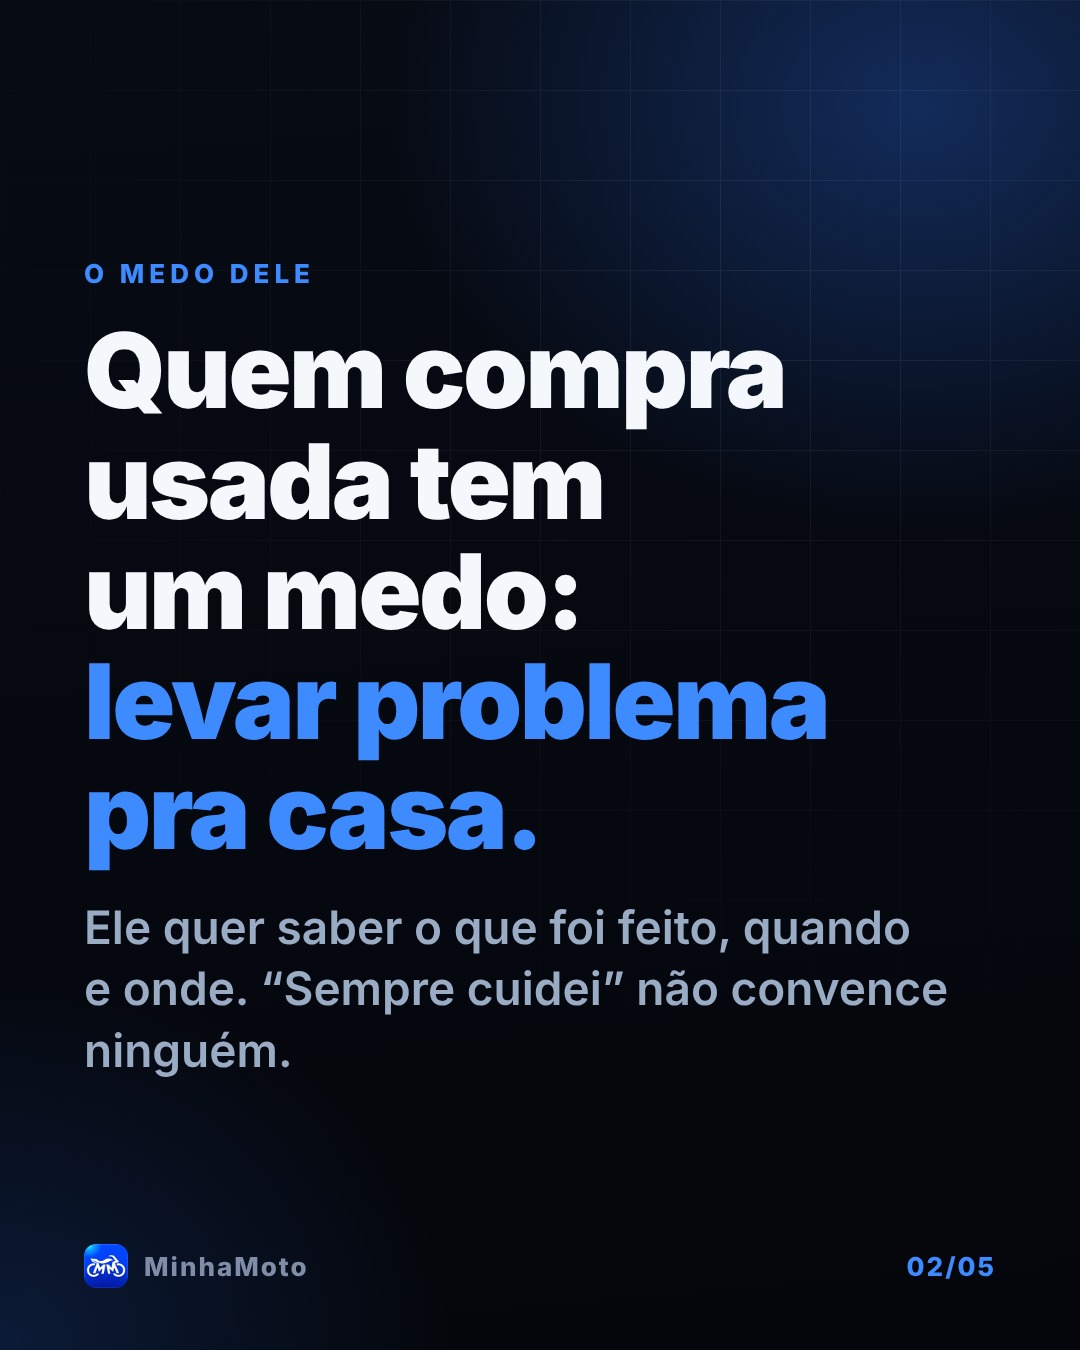 O MEDO DELE
Quem compra
usada tem
um medo:
levar problema
pra casa.
Ele quer saber o que foi feito, quando
e onde. “Sempre cuidei” não convence
ninguém.
MM
MinhaMoto
02/05